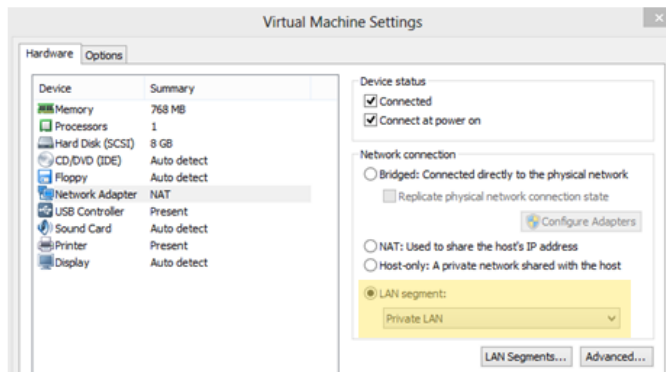 Virtual Machine Settings
Hardware Options
Device Summary
Memory 768 MB
Processors 1
Hard Disk (SCSI) 8 GB
CD/DVD (IDE) Auto detect
Floppy Auto detect
Network Adapter NAT
USB Controller Present
Sound Card Auto detect
Printer Present
Display Auto detect
Device status
Connected
Connect at power on
Network connection
Bridged: Connected directly to the physical network
Replicate physical network connection state
Configure Adapters
NAT: Used to share the host's IP address
Host-only: A private network shared with the host
LAN segment:
Private LAN
LAN Segments... Advanced...